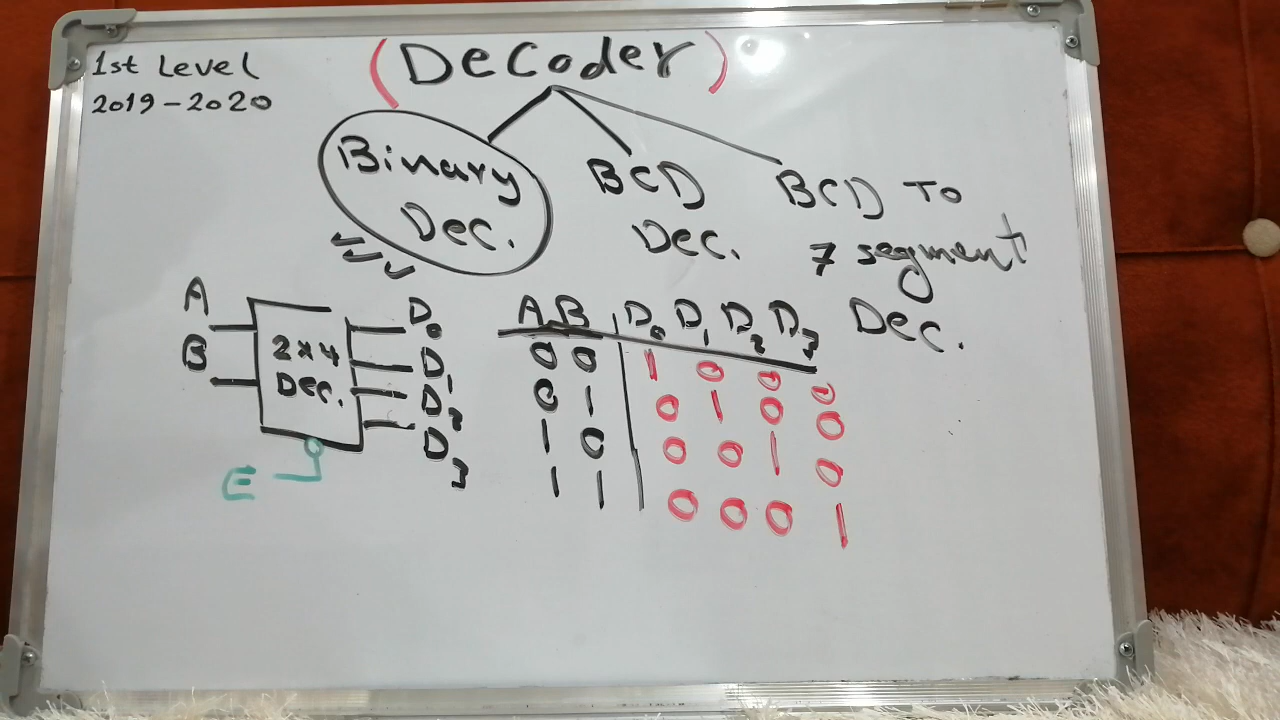 1st Level
2019-2020
(Decoder)
Binary
Dec.
BCD
Dec.
BCD To
7 segment
Dec.
A
B
2x4
DEC.
E
D0
D1
D2
D3
A B D0 D1 D2 D3
0 0 1 0 0 0
0 1 0 1 0 0
1 0 0 0 1 0
1 1 0 0 0 1